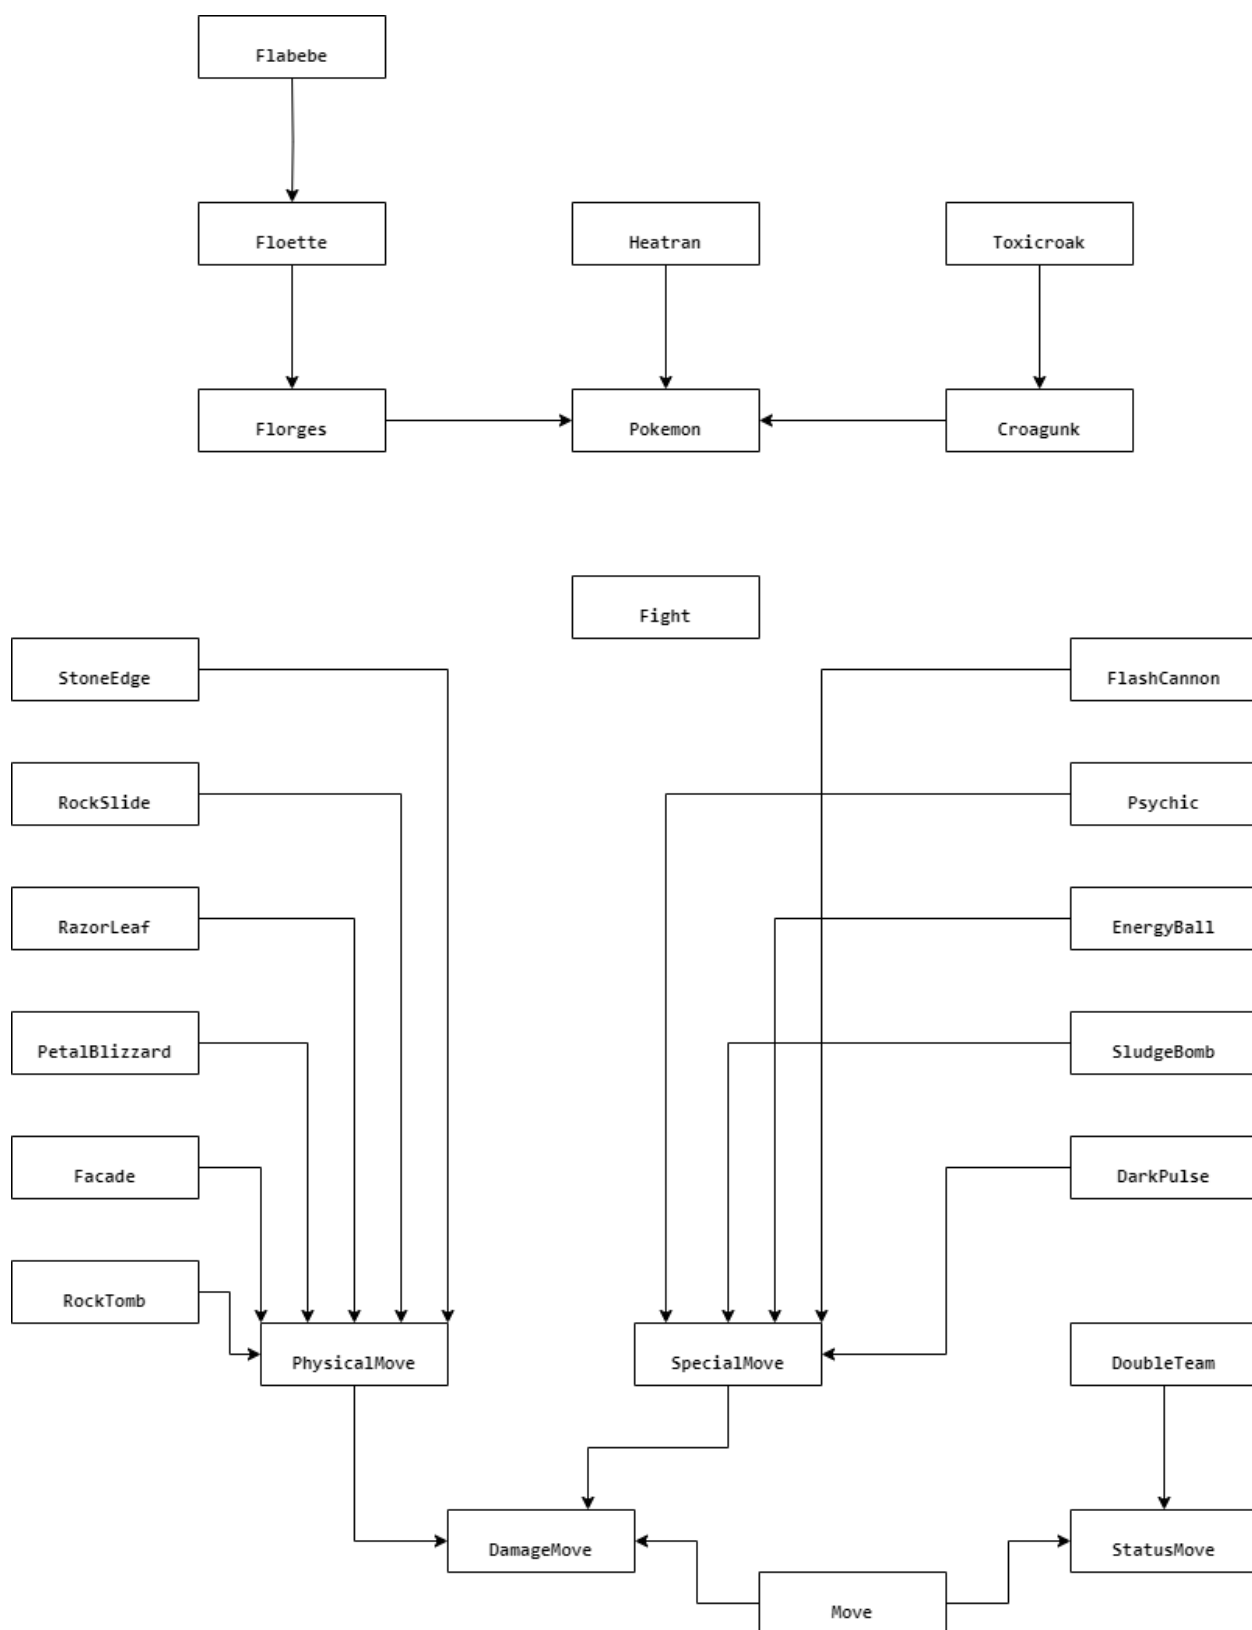 Flabebe
Floette
Heatran
Toxicroak
Florges
Pokemon
Croagunk
Fight
StoneEdge
FlashCannon
RockSlide
Psychic
RazorLeaf
EnergyBall
PetalBlizzard
SludgeBomb
Facade
DarkPulse
RockTomb
PhysicalMove
SpecialMove
DoubleTeam
DamageMove
StatusMove
Move